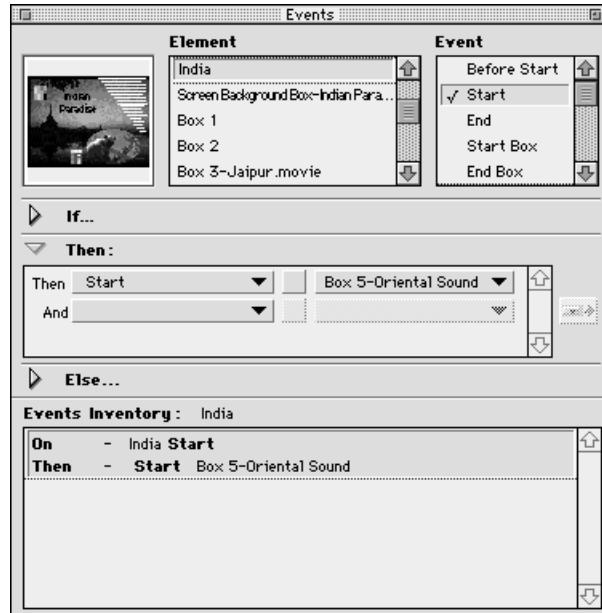 Events
Element
Event
Indian
Paradise
India
Screen Background Box-Indian Para...
Box 1
Box 2
Box 3-Jaipur.movie
Before Start
√ Start
End
Start Box
End Box
If...
Then:
Then Start Box 5-Oriental Sound
And
Else...
Events Inventory: India
On - India Start
Then - Start Box 5-Oriental Sound